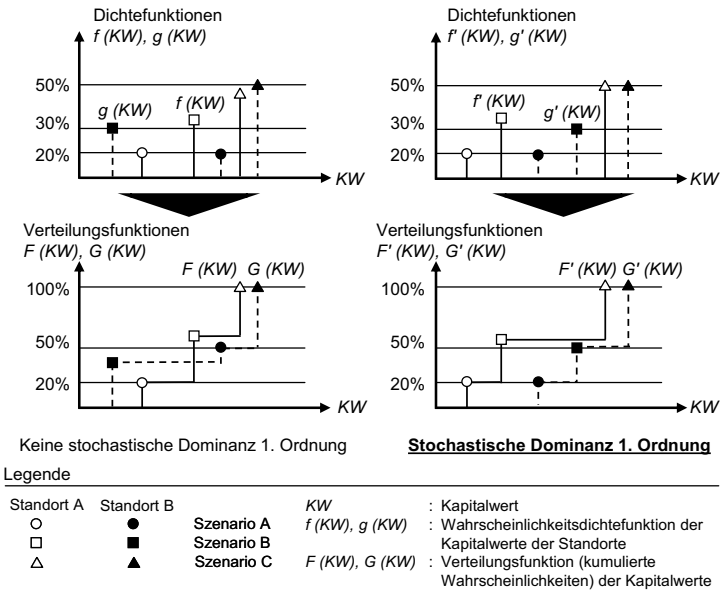 Dichtefunktionen
f (KW), g (KW)
50%
30%
20%
g (KW)
f (KW)
KW
Dichtefunktionen
f' (KW), g' (KW)
50%
30%
20%
f' (KW)
g' (KW)
KW
Verteilungsfunktionen
F (KW), G (KW)
F (KW) G (KW)
100%
50%
20%
KW
Verteilungsfunktionen
F' (KW), G' (KW)
F' (KW) G' (KW)
100%
50%
20%
KW
Keine stochastische Dominanz 1. Ordnung
Stochastische Dominanz 1. Ordnung
Legende
Standort A Standort B
Szenario A
Szenario B
Szenario C
KW : Kapitalwert
f (KW), g (KW) : Wahrscheinlichkeitsdichtefunktion der
Kapitalwerte der Standorte
F (KW), G (KW) : Verteilungsfunktion (kumulierte
Wahrscheinlichkeiten) der Kapitalwerte